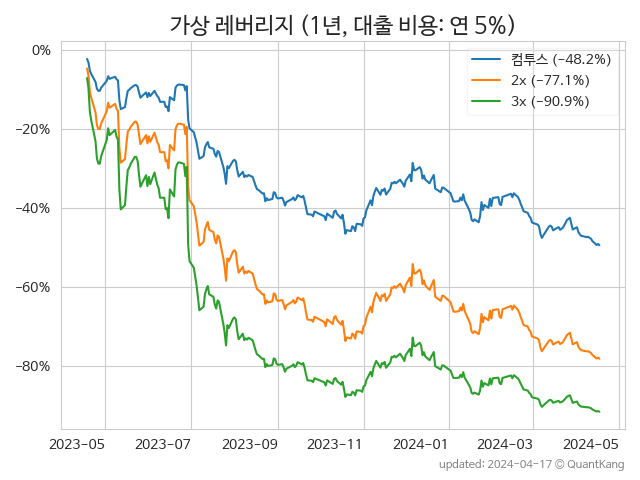 가상 레버리지 (1년, 대출 비용: 연 5%)
컴투스 (−48.2%)
2x (−77.1%)
3x (−90.9%)
0%
−20%
−40%
−60%
−80%
2023-05 2023-07 2023-09 2023-11 2024-01 2024-03 2024-05
updated: 2024-04-17 © QuantKang